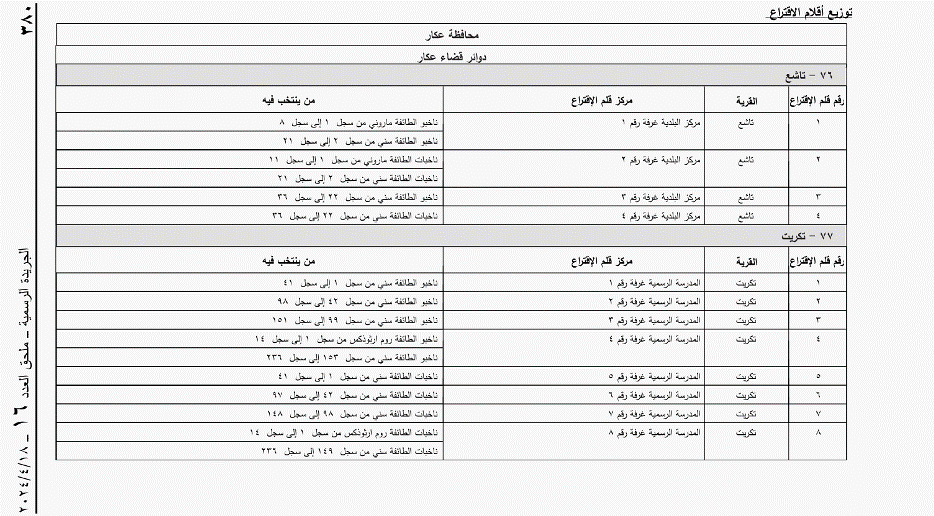 توزيع أقلام الاقتراع
٣٨٠
محافظة عكار
دوائر قضاء عكار
٧٦ - تاشع
رقم قلم الإقتراع القرية مركز قلم الإقتراع من ينتخب فيه
١ تاشع مركز البلدية غرفة رقم ١ ناخبو الطائفة ماروني من سجل ١ إلى سجل ٨
ناخبو الطائفة سني من سجل ٢ إلى سجل ٢١
٢ تاشع مركز البلدية غرفة رقم ٢ ناخبات الطائفة ماروني من سجل ١ إلى سجل ١١
ناخبات الطائفة سني من سجل ٢ إلى سجل ٢١
٣ تاشع مركز البلدية غرفة رقم ٣ ناخبو الطائفة سني من سجل ٢٢ إلى سجل ٣٦
٤ تاشع مركز البلدية غرفة رقم ٤ ناخبات الطائفة سني من سجل ٢٢ إلى سجل ٣٦
٧٧ - تكريت
رقم قلم الإقتراع القرية مركز قلم الإقتراع من ينتخب فيه
١ تكريت المدرسة الرسمية غرفة رقم ١ ناخبو الطائفة سني من سجل ١ إلى سجل ٤١
٢ تكريت المدرسة الرسمية غرفة رقم ٢ ناخبو الطائفة سني من سجل ٤٢ إلى سجل ٩٨
٣ تكريت المدرسة الرسمية غرفة رقم ٣ ناخبو الطائفة سني من سجل ٩٩ إلى سجل ١٥١
٤ تكريت المدرسة الرسمية غرفة رقم ٤ ناخبو الطائفة روم ارثوذكس من سجل ١ إلى سجل ١٤
ناخبو الطائفة سني من سجل ١٥٣ إلى سجل ٢٣٦
٥ تكريت المدرسة الرسمية غرفة رقم ٥ ناخبات الطائفة سني من سجل ١ إلى سجل ٤١
٦ تكريت المدرسة الرسمية غرفة رقم ٦ ناخبات الطائفة سني من سجل ٤٢ إلى سجل ٩٧
٧ تكريت المدرسة الرسمية غرفة رقم ٧ ناخبات الطائفة سني من سجل ٩٨ إلى سجل ١٤٨
٨ تكريت المدرسة الرسمية غرفة رقم ٨ ناخبات الطائفة روم ارثوذكس من سجل ١ إلى سجل ١٤
ناخبات الطائفة سني من سجل ١٤٩ إلى سجل ٢٣٦
الجريدة الرسمية – ملحق العدد ١٦ – ٢٠٢٤/٤/١٨